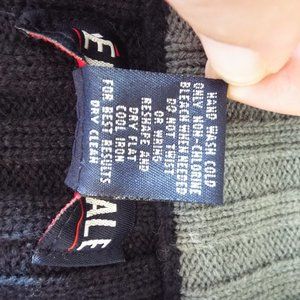 HAND WASH COLD
ONLY NON-CHLORINE
BLEACH WHEN NEEDED
DO NOT TWIST
OR WRING
RESHAPE AND
DRY FLAT
COOL IRON
FOR BEST RESULTS
DRY CLEAN